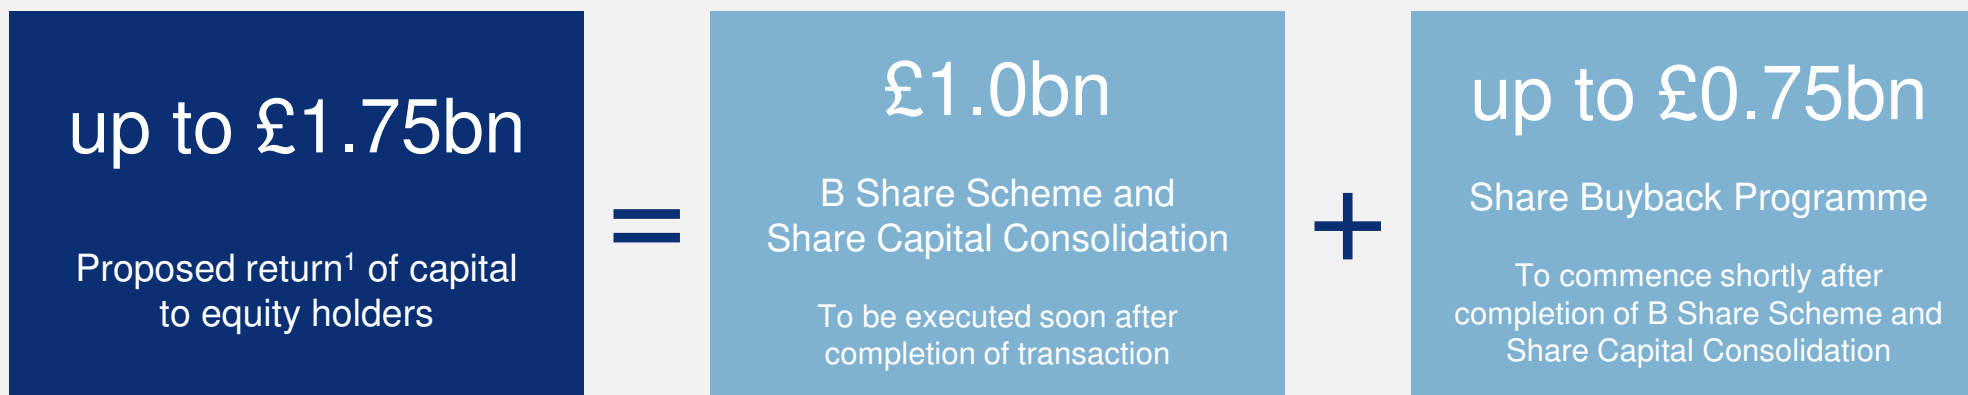 up to £1.75bn
Proposed return¹ of capital
to equity holders
=
£1.0bn
B Share Scheme and
Share Capital Consolidation
To be executed soon after
completion of transaction
+
up to £0.75bn
Share Buyback Programme
To commence shortly after
completion of B Share Scheme and
Share Capital Consolidation